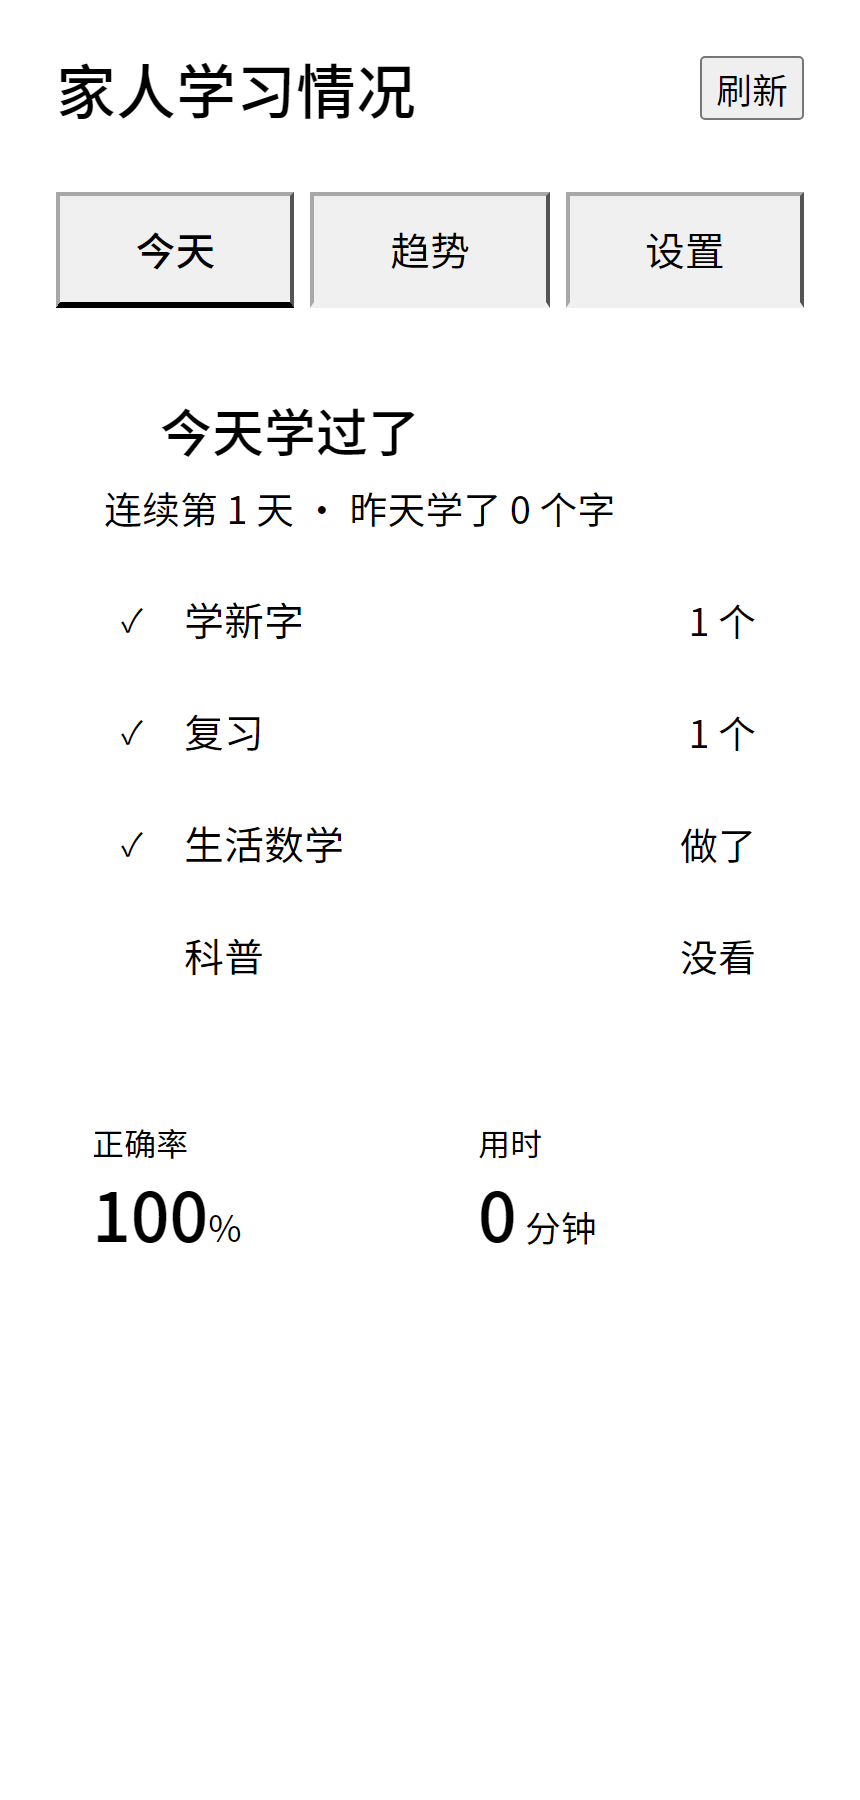 家人学习情况
刷新
今天 趋势 设置
今天学过了
连续第 1 天 · 昨天学了 0 个字
✓ 学新字 1 个
✓ 复习 1 个
✓ 生活数学 做了
科普 没看
正确率 用时
100% 0 分钟